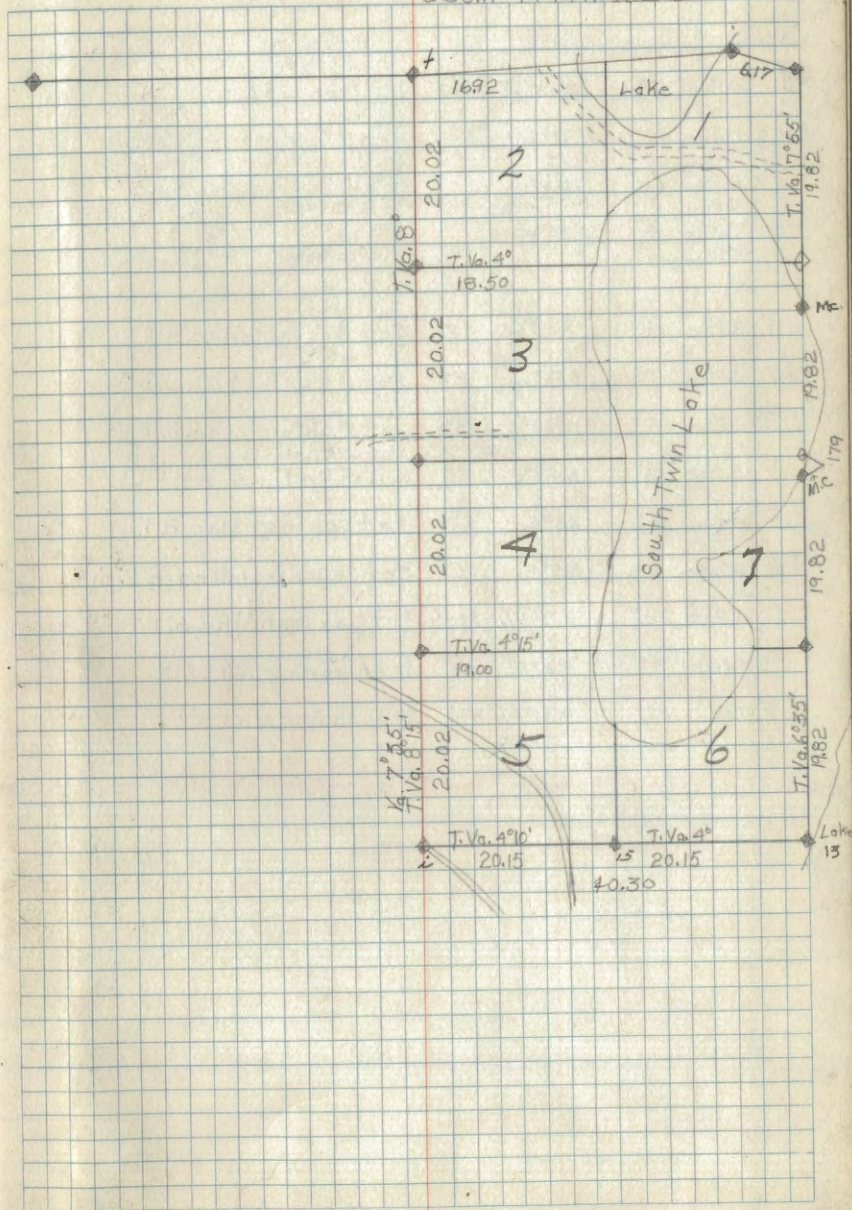 16.92
Lake
6.17
1
2
20.02
T. Va. 7°55'
19.82
T. Va. 8°
T. Va. 4°
18.50
M.C.
20.02
3
19.82
South Twin Lake
179
M.C.
20.02
4
7
19.82
T. Va. 4°15'
19.00
Va. 7°55'
T. Va. 8°15'
20.02
5
6
T. Va. 6°35'
19.82
T. Va. 4°10'
20.15
15
T. Va. 4°
20.15
Lake
13
40.30